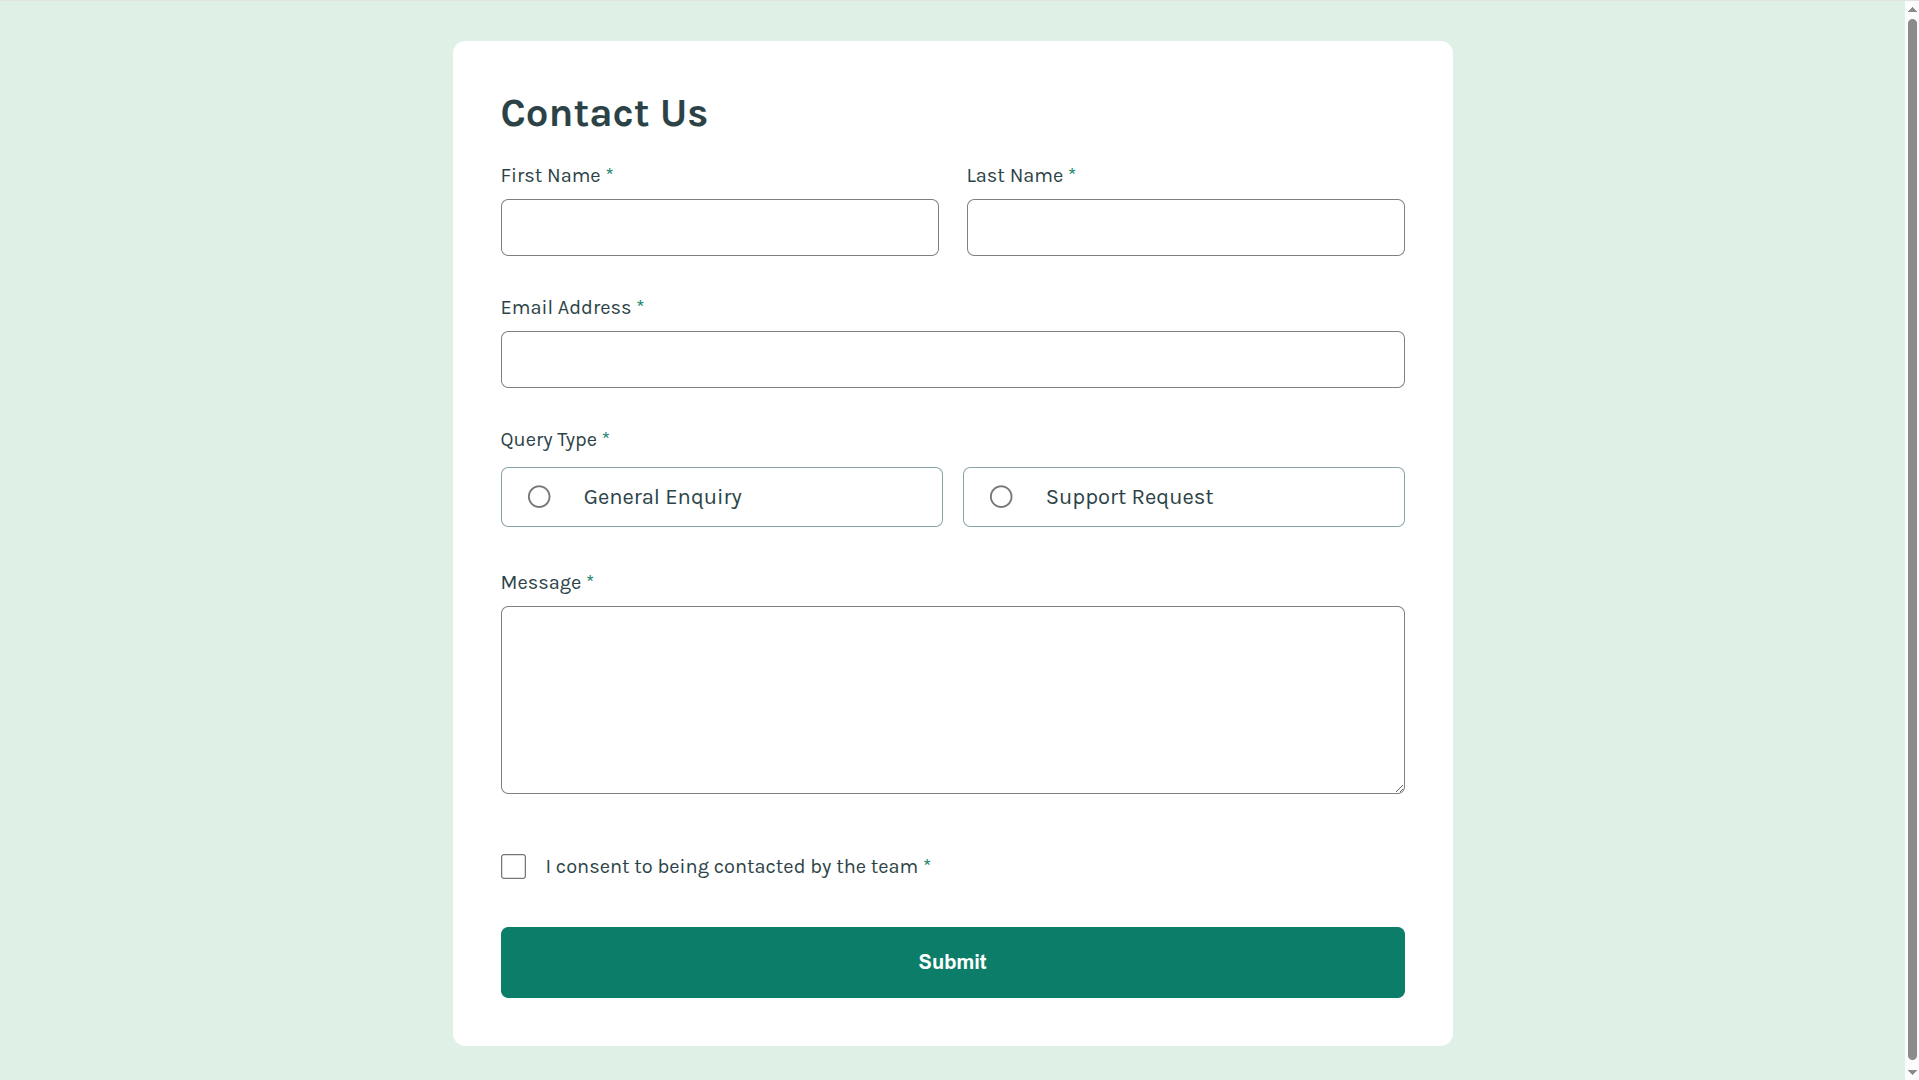 Contact Us
First Name *
Last Name *
Email Address *
Query Type *
General Enquiry
Support Request
Message *
I consent to being contacted by the team *
Submit